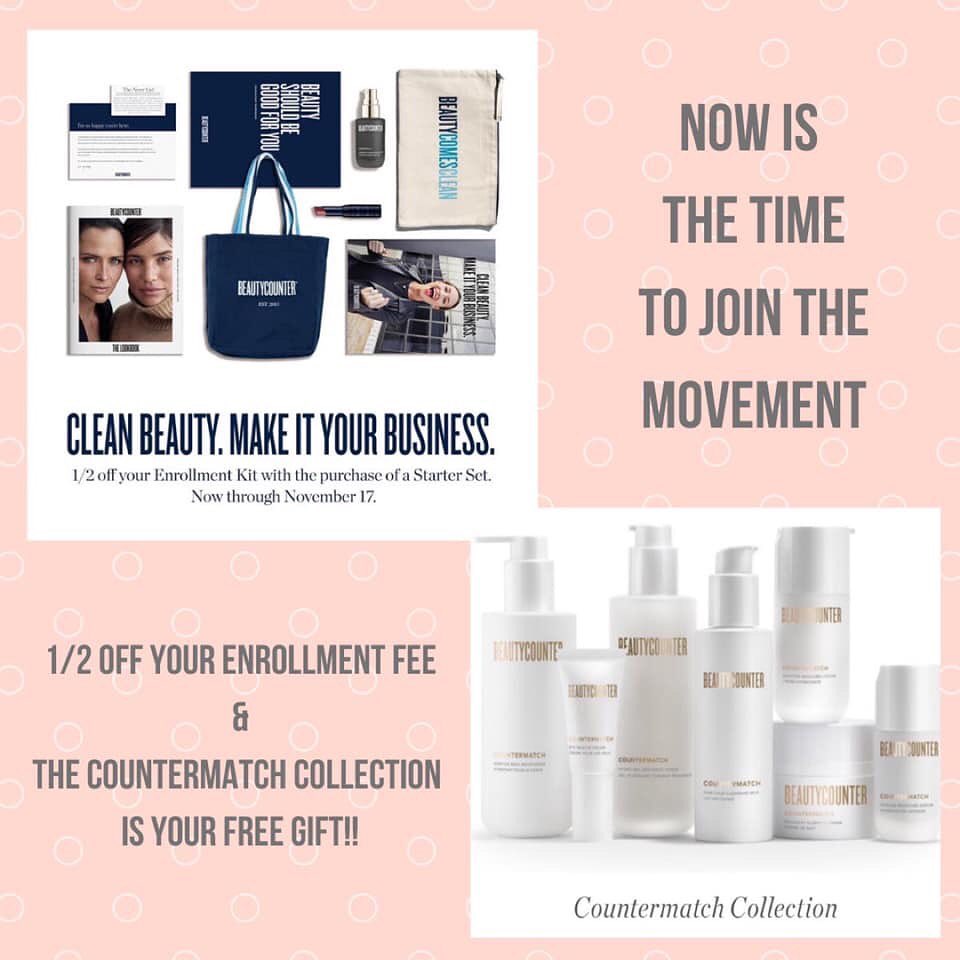 The Never List
BEAUTY
SHOULD BE
GOOD FOR YOU
BEAUTYCOUNTER
BEAUTYCOMESCLEAN
BEAUTYCOUNTER
BEAUTYCOUNTER
THE LOOKBOOK
BEAUTYCOUNTER
EST. 2013
CLEAN BEAUTY.
MAKE IT YOUR BUSINESS.
CLEAN BEAUTY. MAKE IT YOUR BUSINESS.
1/2 off your Enrollment Kit with the purchase of a Starter Set.
Now through November 17.
NOW IS
THE TIME
TO JOIN THE
MOVEMENT
1/2 OFF YOUR ENROLLMENT FEE
&
THE COUNTERMATCH COLLECTION
IS YOUR FREE GIFT!!
BEAUTYCOUNTER
COUNTERMATCH
BEAUTYCOUNTER
COUNTERMATCH
BEAUTYCOUNTER
COUNTERMATCH
BEAUTYCOUNTER
COUNTERMATCH
BEAUTYCOUNTER
COUNTERMATCH
BEAUTYCOUNTER
COUNTERMATCH
BEAUTYCOUNTER
COUNTERMATCH
Countermatch Collection